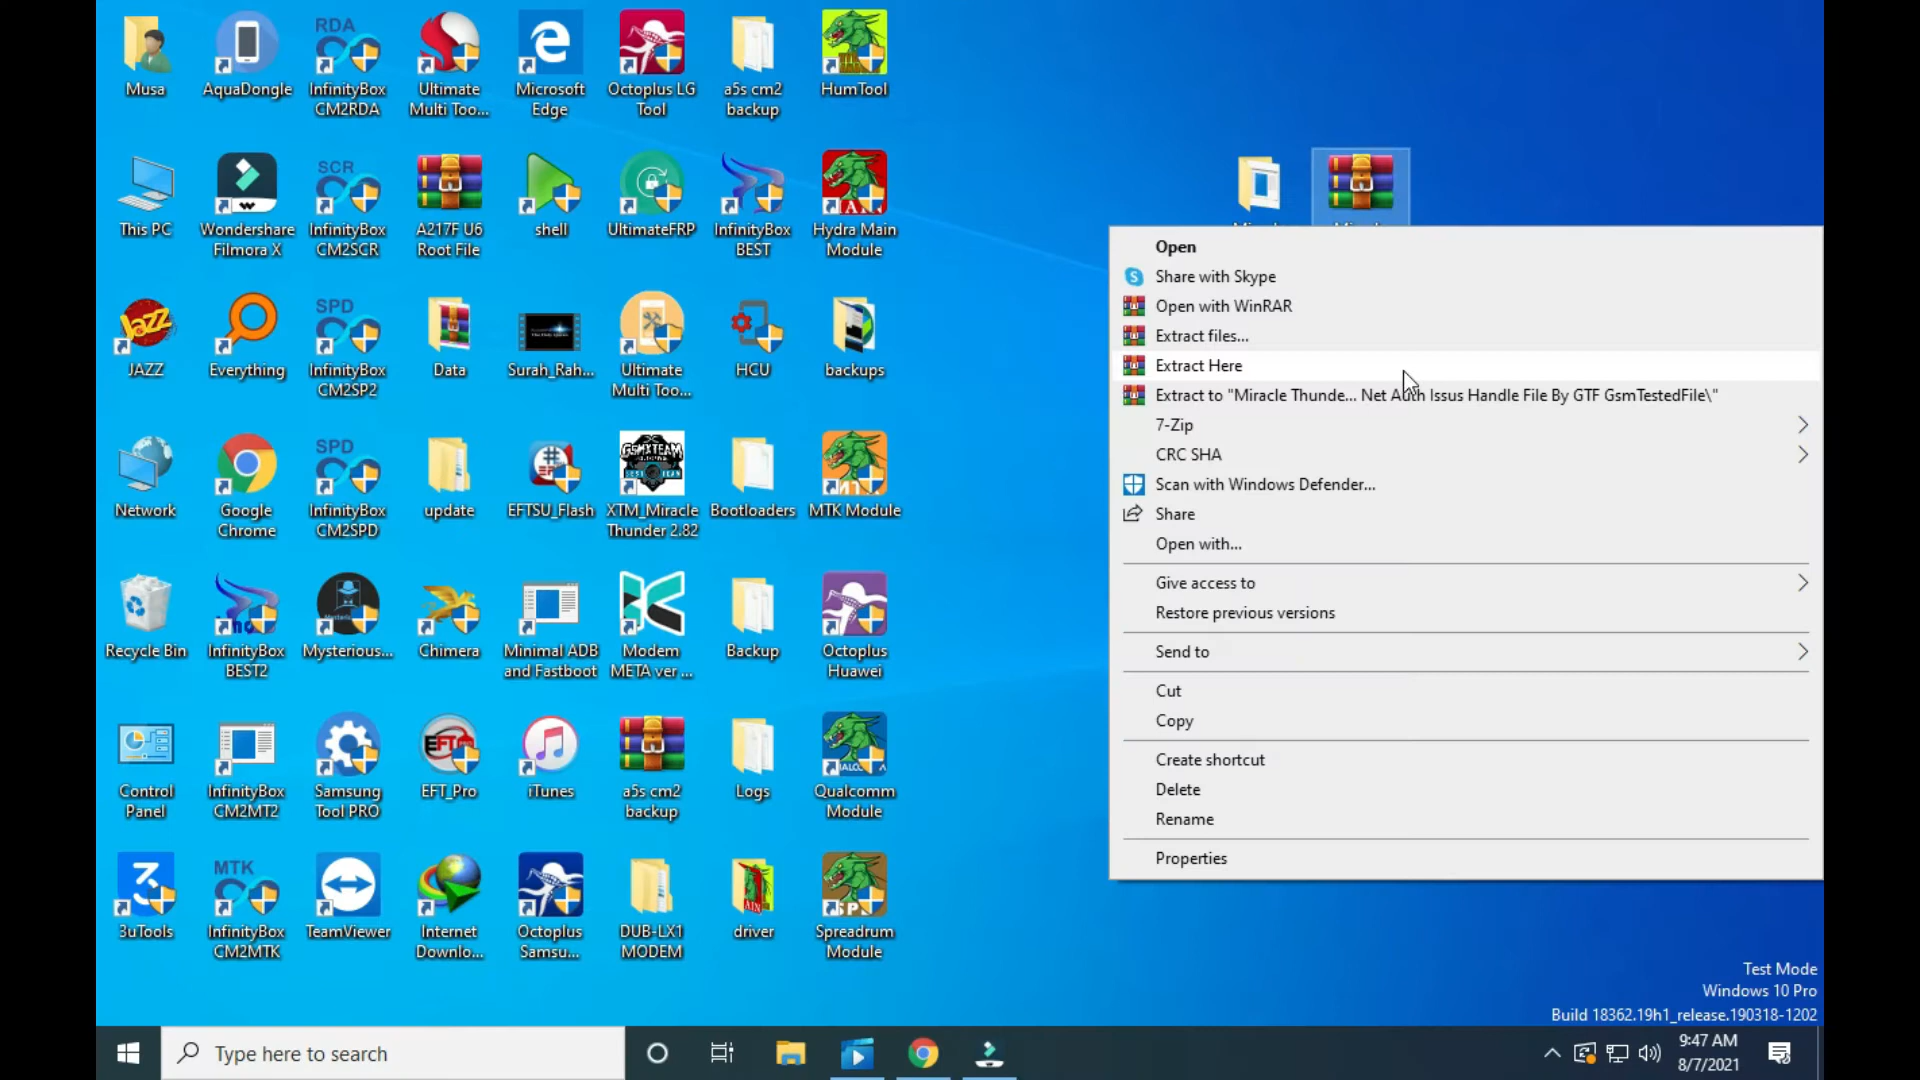 Musa
AquaDongle
RDA
InfinityBox
CM2RDA
Ultimate
Multi Too...
Microsoft
Edge
Octoplus LG
Tool
a5s cm2
backup
HumTool
This PC
Wondershare
Filmora X
SCR
InfinityBox
CM2SCR
A217F U6
Root File
shell
UltimateFRP
InfinityBox
BEST
Hydra Main
Module
Jazz
JAZZ
Everything
SPD
InfinityBox
CM2SP2
Data
Surah_Rah...
Ultimate
Multi Too...
HCU
backups
Network
Google
Chrome
SPD
InfinityBox
CM2SPD
update
EFTSU_Flash
GSMXTEAM
XTM_Miracle
Thunder 2.82
Bootloaders
MTK Module
Recycle Bin
InfinityBox
BEST2
Mysterious...
Chimera
Minimal ADB
and Fastboot
Modem
META ver ...
Backup
Octoplus
Huawei
Control
Panel
InfinityBox
CM2MT2
Samsung
Tool PRO
EFT
EFT_Pro
iTunes
a5s cm2
backup
Logs
Qualcomm
Module
3uTools
MTK
InfinityBox
CM2MTK
TeamViewer
Internet
Downlo...
Octoplus
Samsu...
DUB-LX1
MODEM
driver
Spreadrum
Module
Open
Share with Skype
Open with WinRAR
Extract files...
Extract Here
Extract to "Miracle Thunde... Net Auth Issus Handle File By GTF GsmTestedFile\"
7-Zip
CRC SHA
Scan with Windows Defender...
Share
Open with...
Give access to
Restore previous versions
Send to
Cut
Copy
Create shortcut
Delete
Rename
Properties
Test Mode
Windows 10 Pro
Build 18362.19h1_release.190318-1202
Type here to search
9:47 AM
8/7/2021